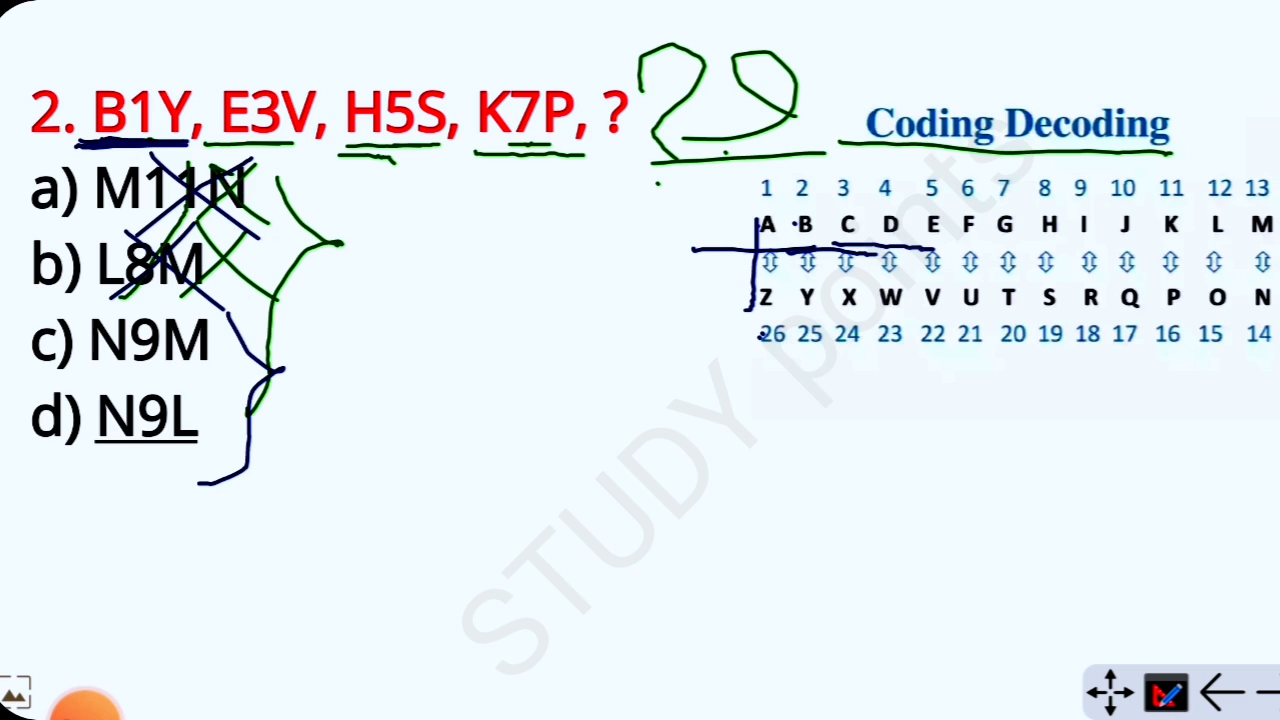 2. B1Y, E3V, H5S, K7P, ?
29
Coding Decoding
a) M11N
b) L8M
c) N9M
d) N9L
1 2 3 4 5 6 7 8 9 10 11 12 13
A B C D E F G H I J K L M
Z Y X W V U T S R Q P O N
26 25 24 23 22 21 20 19 18 17 16 15 14
STUDY points